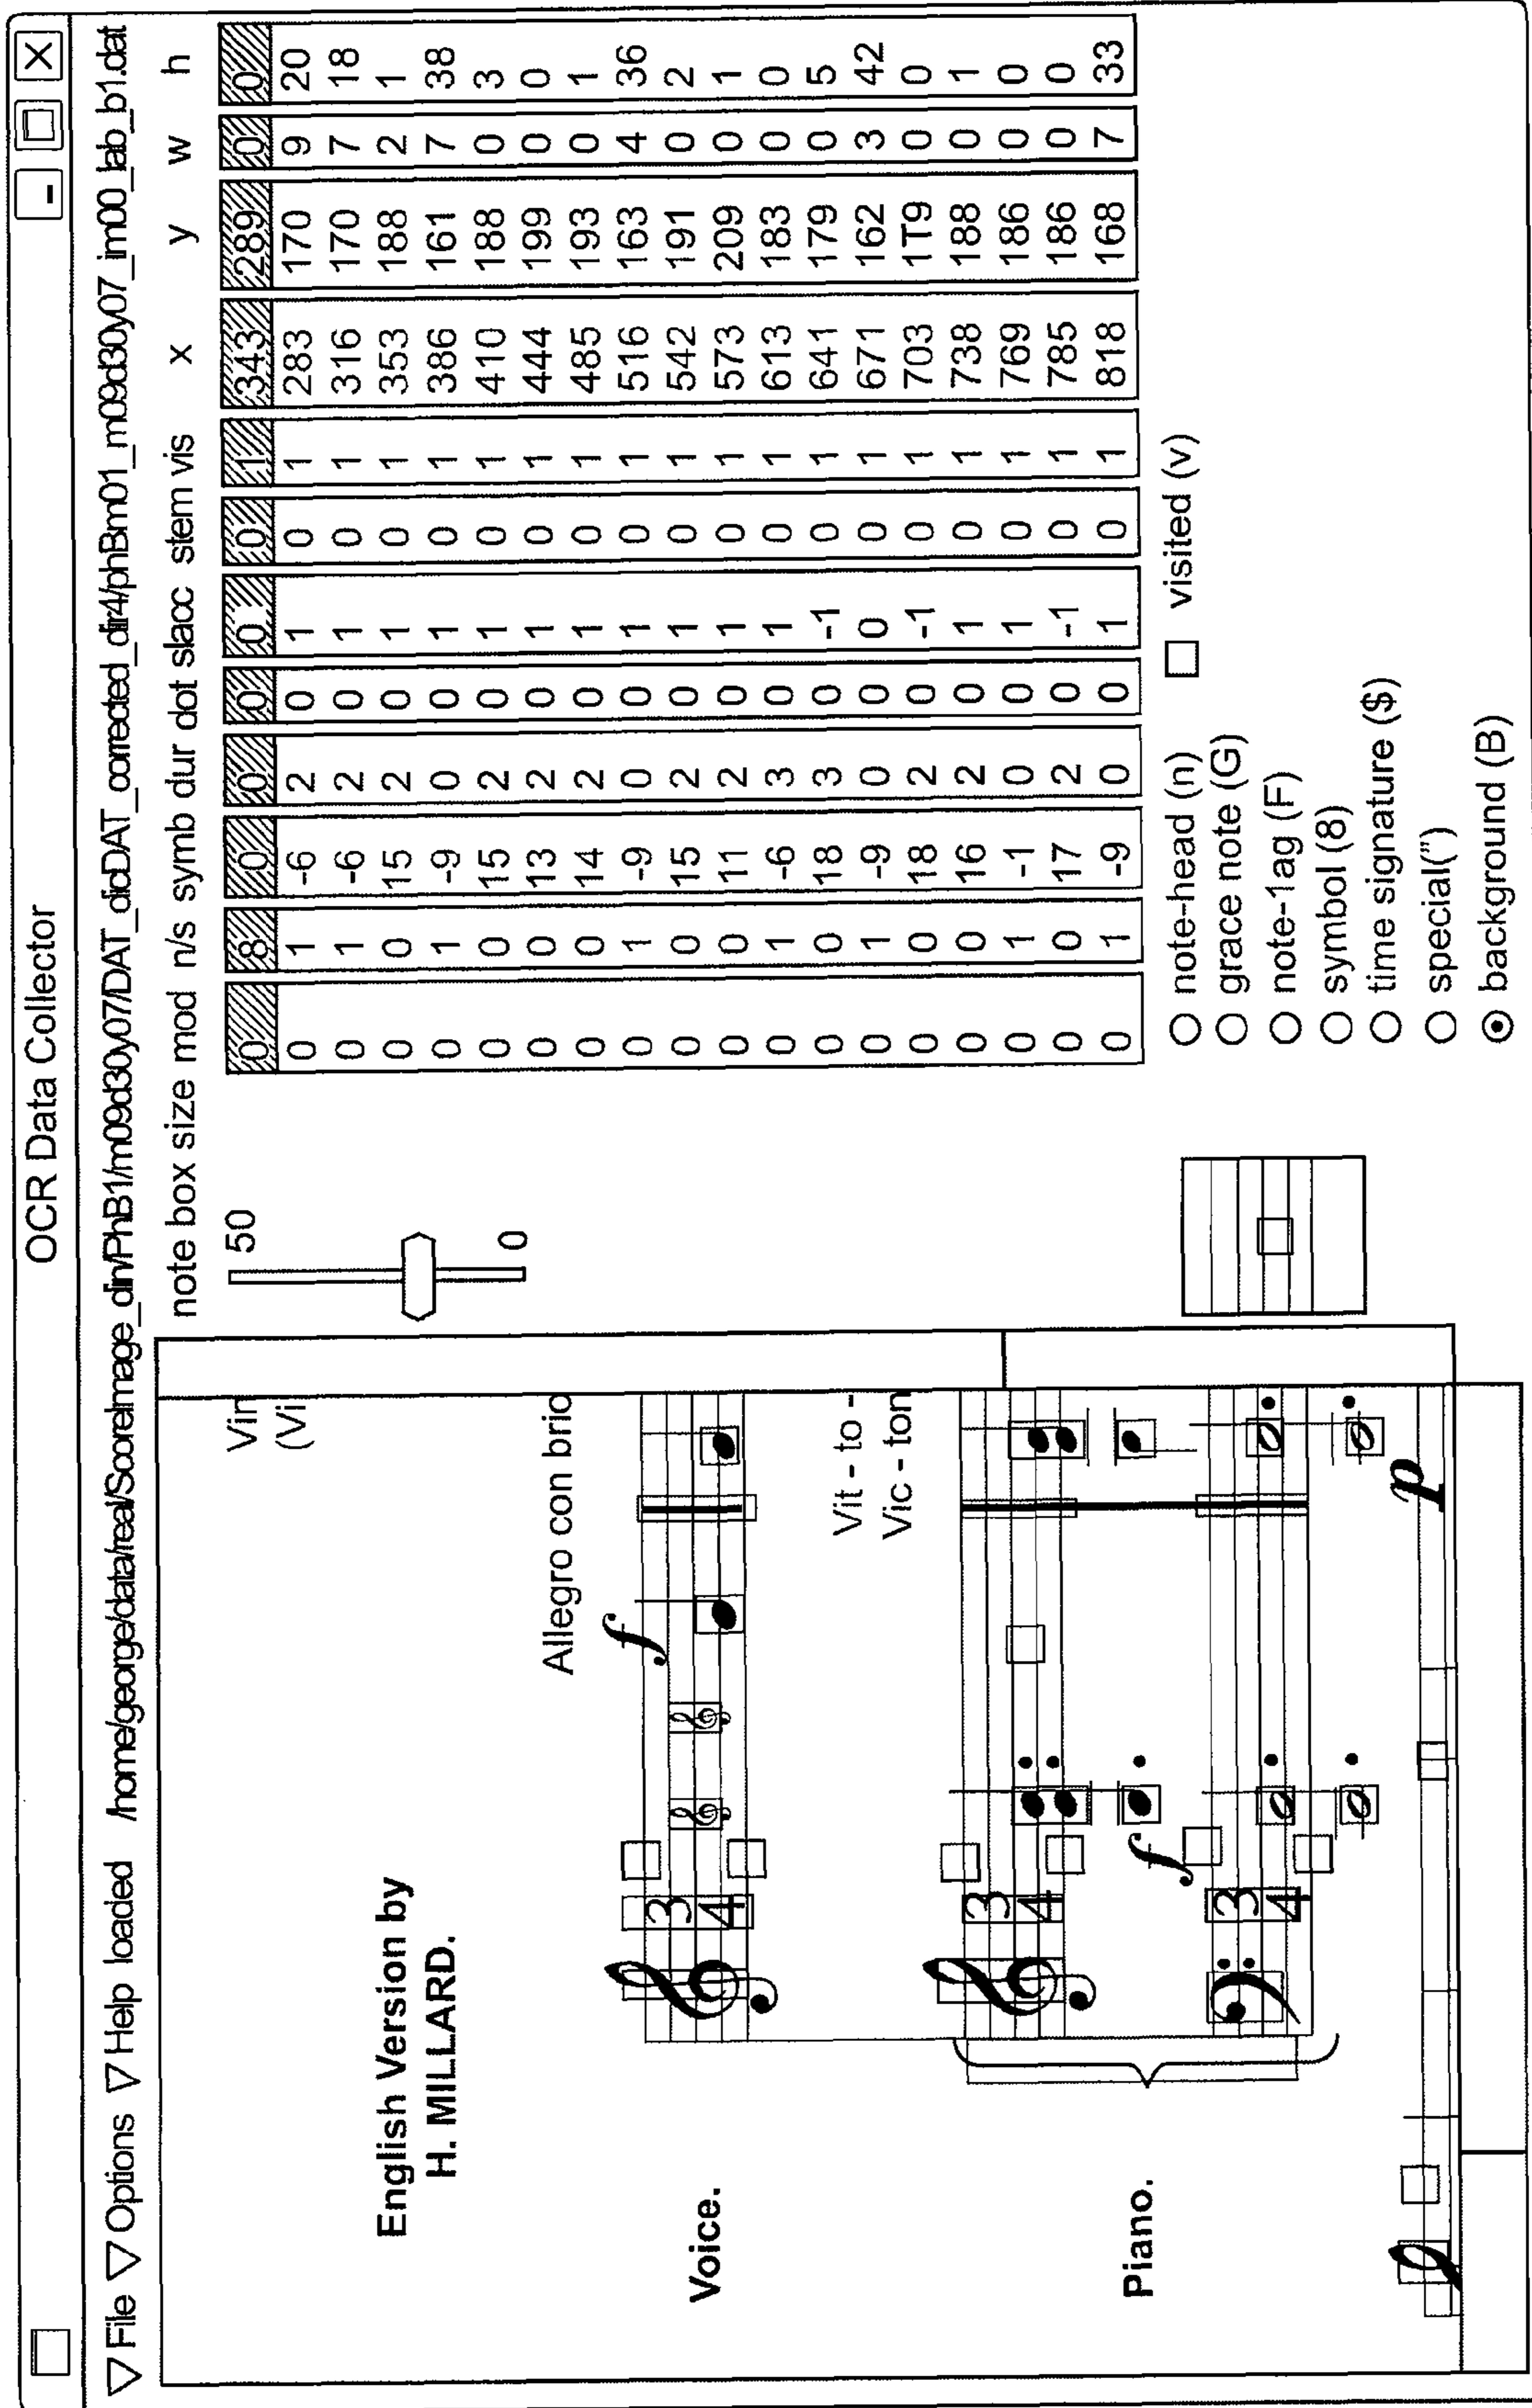 OCR Data Collector
File Options Help loaded /home/george/data/real/ScoreImage_dir/PhB1/m09d30y07/DAT_dicDAT_corrected_dir4/phBm01_m09d30y07_im00_lab_b1.dat
note box size mod n/s symb dur dot slacc stem vis x y w h
50
0
0 8 0 0 0 0 0 1 343 289 0 0
0 1 -6 2 0 1 0 1 283 170 9 20
0 1 -6 2 0 1 0 1 316 170 7 18
0 0 15 2 0 1 0 1 353 188 2 1
0 1 -9 0 0 1 0 1 386 161 7 38
0 0 15 2 0 1 0 1 410 188 0 3
0 0 13 2 0 1 0 1 444 199 0 0
0 0 14 2 0 1 0 1 485 193 0 1
0 1 -9 0 0 1 0 1 516 163 4 36
0 0 15 2 0 1 0 1 542 191 0 2
0 0 11 2 0 1 0 1 573 209 0 1
0 1 -6 3 0 1 0 1 613 183 0 0
0 0 18 3 0 -1 0 1 641 179 0 5
0 1 -9 0 0 0 0 1 671 162 3 42
0 0 18 2 0 -1 0 1 703 1T9 0 0
0 0 16 2 0 1 0 1 738 188 0 1
0 1 -1 0 0 1 0 1 769 186 0 0
0 0 17 2 0 -1 0 1 785 186 0 0
0 1 -9 0 0 1 0 1 818 168 7 33
note-head (n) visited (v)
grace note (G)
note-1ag (F)
symbol (8)
time signature ($)
special(")
background (B)
Vin
(Vi
English Version by
H. MILLARD.
Allegro con brio
f
Voice.
3
4
Vit - to -
Vic - ton
Piano.
3
4
f
3
4
p